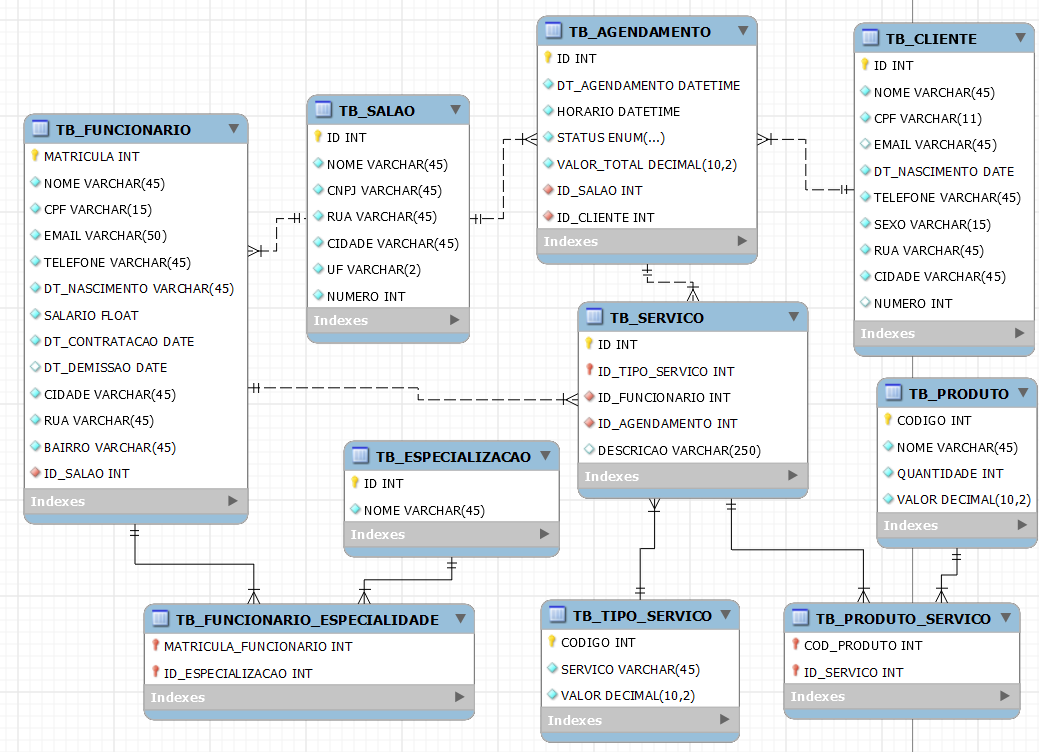 TB_FUNCIONARIO
MATRICULA INT
NOME VARCHAR(45)
CPF VARCHAR(15)
EMAIL VARCHAR(50)
TELEFONE VARCHAR(45)
DT_NASCIMENTO VARCHAR(45)
SALARIO FLOAT
DT_CONTRATACAO DATE
DT_DEMISSAO DATE
CIDADE VARCHAR(45)
RUA VARCHAR(45)
BAIRRO VARCHAR(45)
ID_SALAO INT
Indexes
TB_SALAO
ID INT
NOME VARCHAR(45)
CNPJ VARCHAR(45)
RUA VARCHAR(45)
CIDADE VARCHAR(45)
UF VARCHAR(2)
NUMERO INT
Indexes
TB_AGENDAMENTO
ID INT
DT_AGENDAMENTO DATETIME
HORARIO DATETIME
STATUS ENUM(...)
VALOR_TOTAL DECIMAL(10,2)
ID_SALAO INT
ID_CLIENTE INT
Indexes
TB_CLIENTE
ID INT
NOME VARCHAR(45)
CPF VARCHAR(11)
EMAIL VARCHAR(45)
DT_NASCIMENTO DATE
TELEFONE VARCHAR(45)
SEXO VARCHAR(15)
RUA VARCHAR(45)
CIDADE VARCHAR(45)
NUMERO INT
Indexes
TB_SERVICO
ID INT
ID_TIPO_SERVICO INT
ID_FUNCIONARIO INT
ID_AGENDAMENTO INT
DESCRICAO VARCHAR(250)
Indexes
TB_PRODUTO
CODIGO INT
NOME VARCHAR(45)
QUANTIDADE INT
VALOR DECIMAL(10,2)
Indexes
TB_ESPECIALIZACAO
ID INT
NOME VARCHAR(45)
Indexes
TB_FUNCIONARIO_ESPECIALIDADE
MATRICULA_FUNCIONARIO INT
ID_ESPECIALIZACAO INT
Indexes
TB_TIPO_SERVICO
CODIGO INT
SERVICO VARCHAR(45)
VALOR DECIMAL(10,2)
Indexes
TB_PRODUTO_SERVICO
COD_PRODUTO INT
ID_SERVICO INT
Indexes